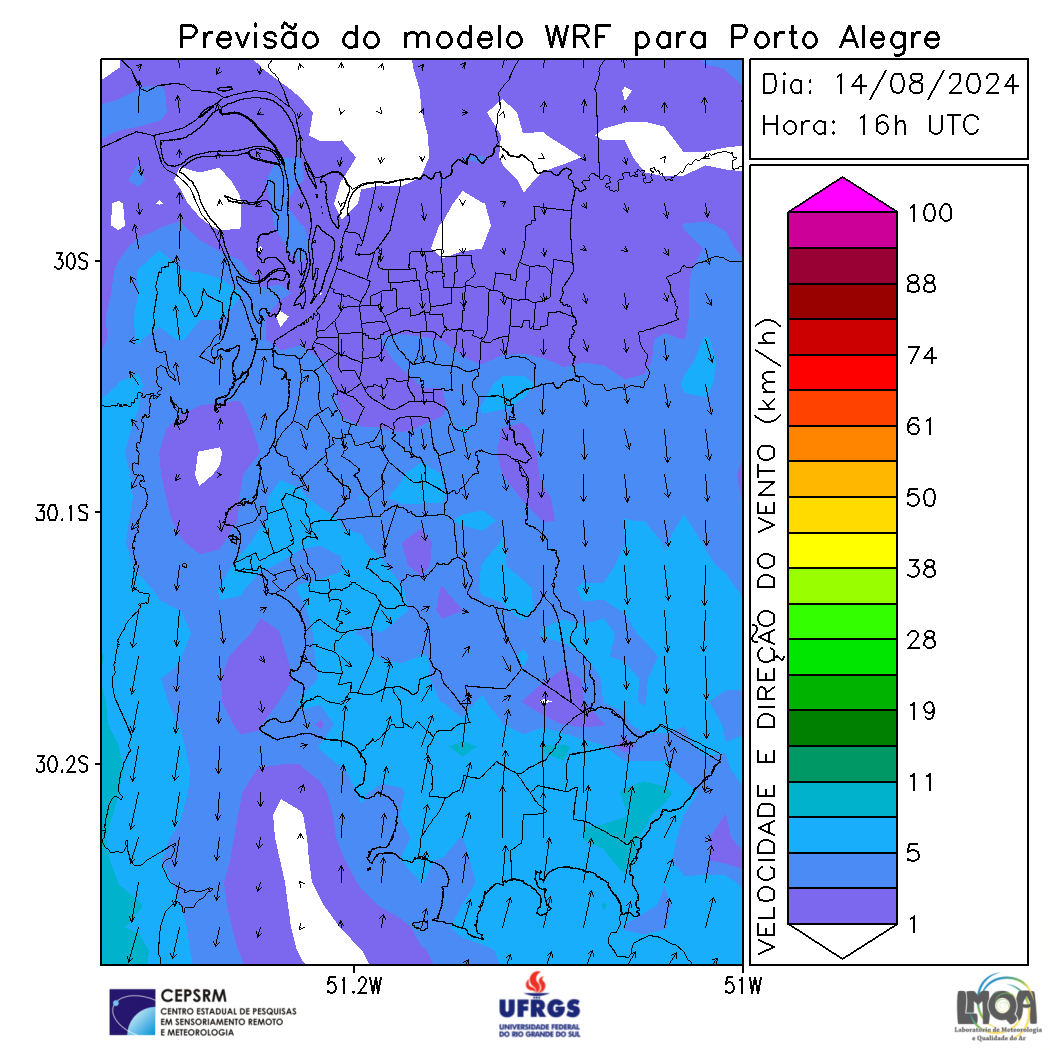 Previsão do modelo WRF para Porto Alegre
Dia: 14/08/2024
Hora: 16h UTC
30S
30.1S
30.2S
51.2W
51W
VELOCIDADE E DIREÇÃO DO VENTO (km/h)
100
88
74
61
50
38
28
19
11
5
1
CEPSRM
CENTRO ESTADUAL DE PESQUISAS
EM SENSORIAMENTO REMOTO
E METEOROLOGIA
UFRGS
UNIVERSIDADE FEDERAL
DO RIO GRANDE DO SUL
LMQA
Laboratório de Meteorologia
e Qualidade do Ar